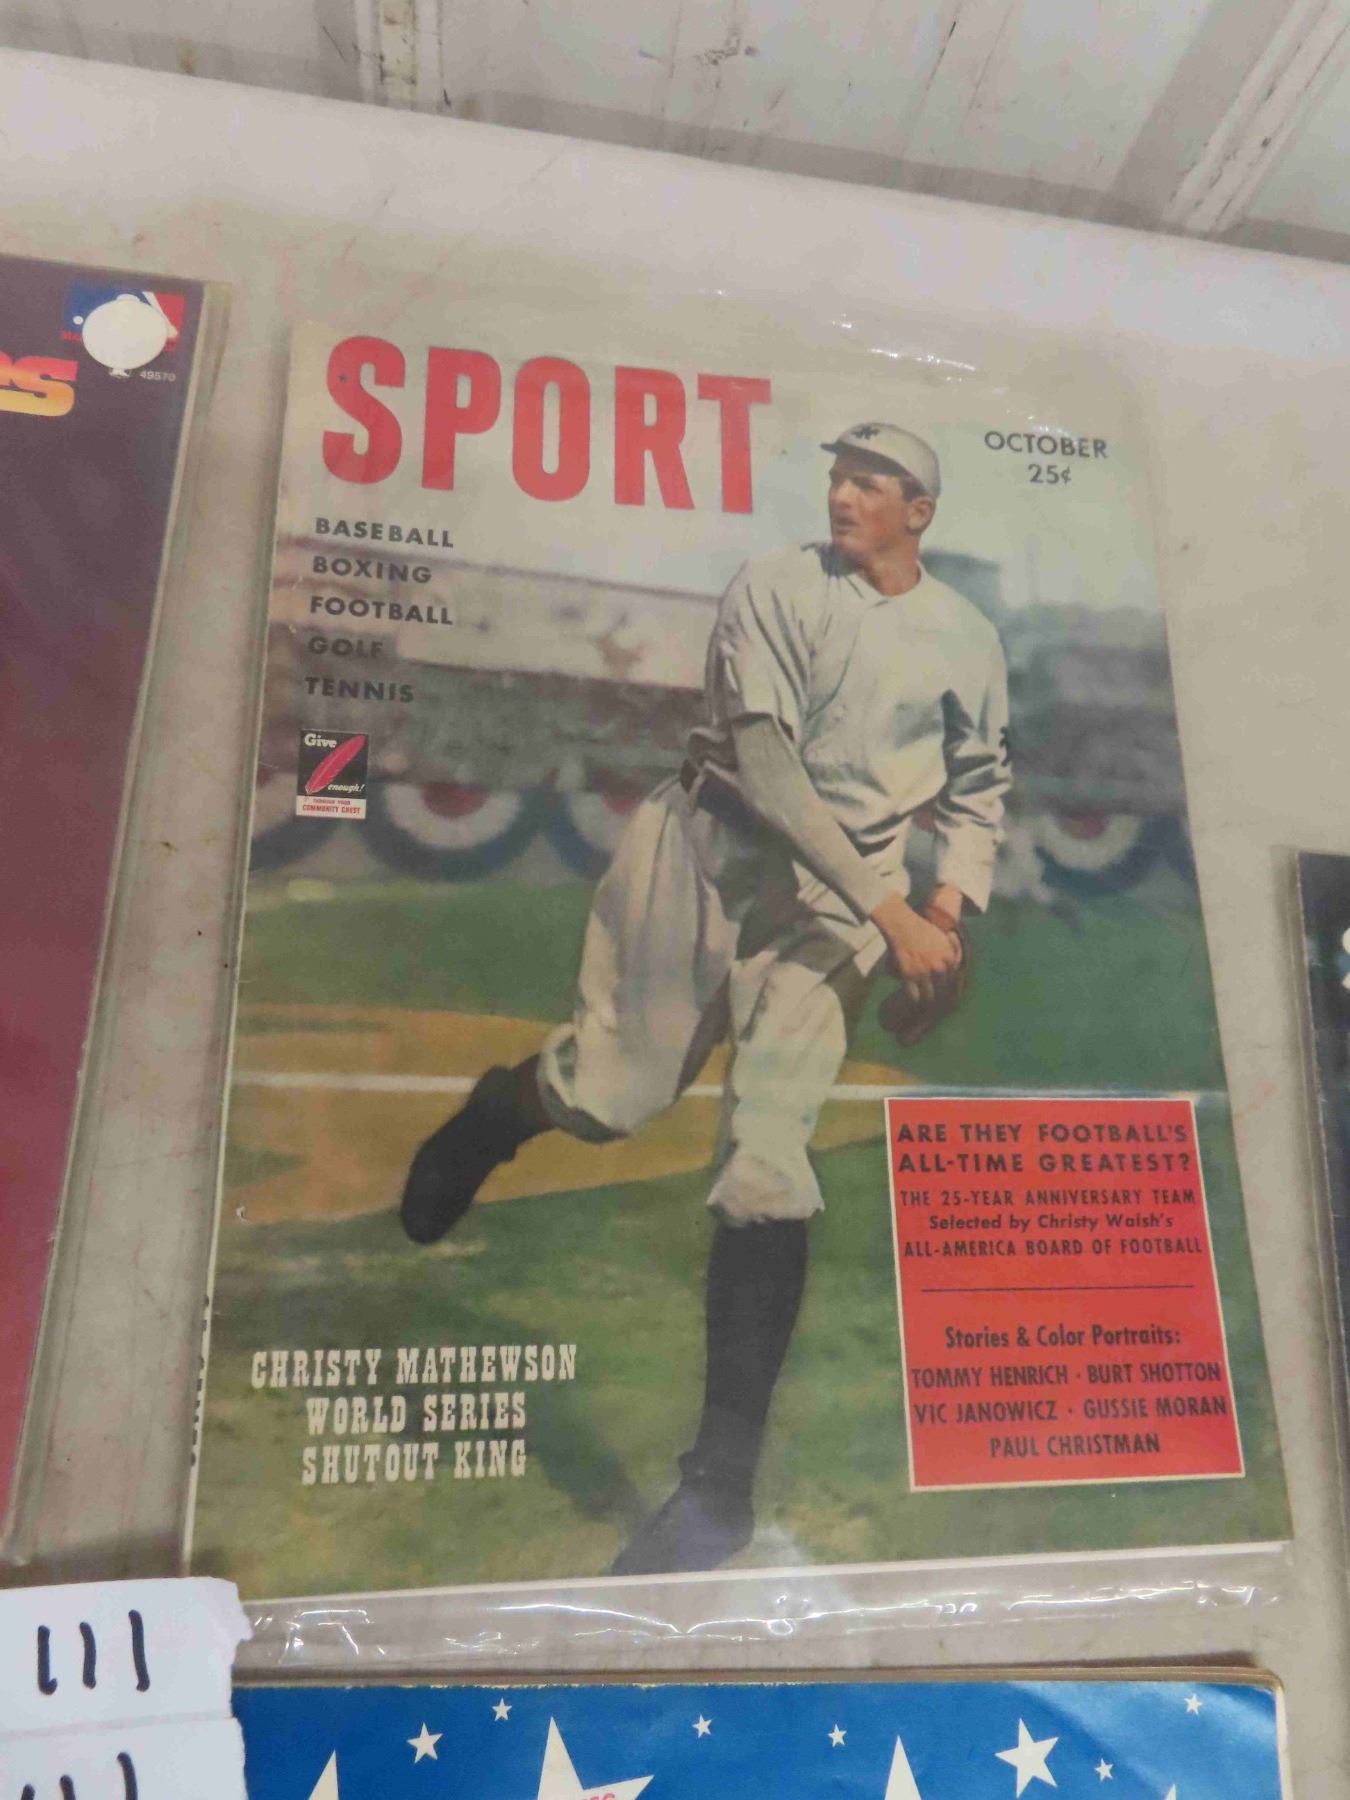 49570
SPORT
OCTOBER
25¢
BASEBALL
BOXING
FOOTBALL
GOLF
TENNIS
Give
enough!
THROUGH YOUR
COMMUNITY CHEST
ARE THEY FOOTBALL'S
ALL-TIME GREATEST?
THE 25-YEAR ANNIVERSARY TEAM
Selected by Christy Walsh's
ALL-AMERICA BOARD OF FOOTBALL
Stories & Color Portraits:
TOMMY HENRICH · BURT SHOTTON
VIC JANOWICZ · GUSSIE MORAN
PAUL CHRISTMAN
CHRISTY MATHEWSON
WORLD SERIES
SHUTOUT KING
111